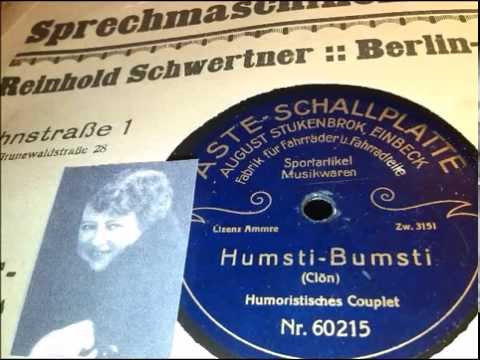 Sprechmaschinen
Reinhold Schwertner :: Berlin-
hnstraße 1
Grunewaldstraße 28
ASTE-SCHALLPLATTE
AUGUST STUKENBROK, EINBECK
Fabrik für Fahrräder u. Fahrradteile
Sportartikel
Musikwaren
Clzens Ammre
Zw. 3151
Humsti-Bumsti
(Clön)
Humoristisches Couplet
Nr. 60215